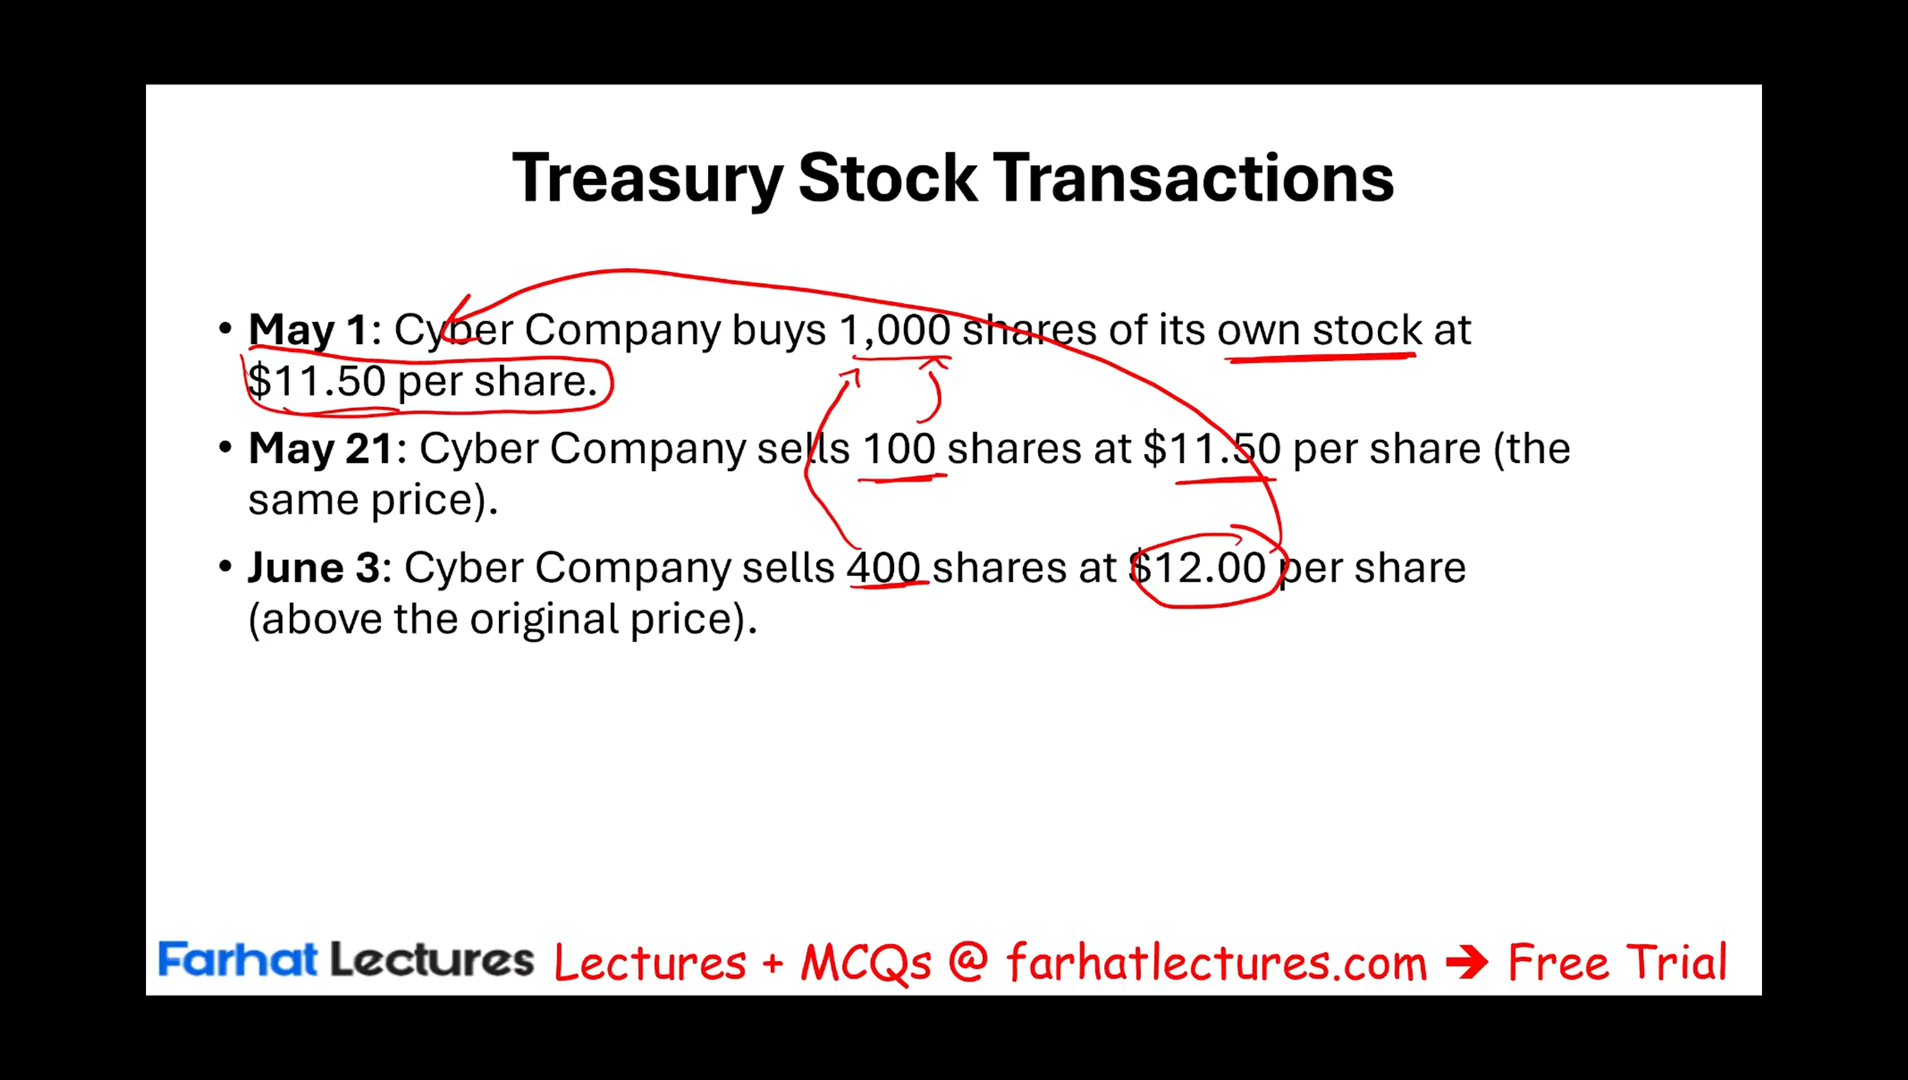 Treasury Stock Transactions
• May 1: Cyber Company buys 1,000 shares of its own stock at
$11.50 per share.
• May 21: Cyber Company sells 100 shares at $11.50 per share (the
same price).
• June 3: Cyber Company sells 400 shares at $12.00 per share
(above the original price).
Farhat Lectures Lectures + MCQs @ farhatlectures.com → Free Trial